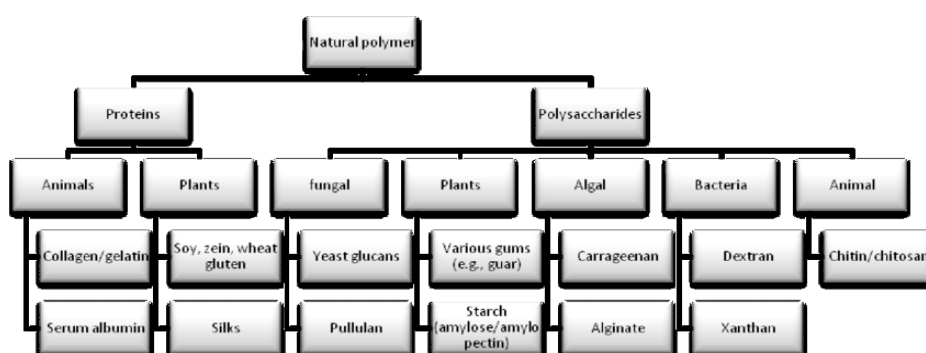 Natural polymer
Proteins
Polysaccharides
Animals
Plants
fungal
Plants
Algal
Bacteria
Animal
Collagen/gelatin
Soy, zein, wheat
gluten
Yeast glucans
Various gums
(e.g., guar)
Carrageenan
Dextran
Chitin/chitosan
Serum albumin
Silks
Pullulan
Starch
(amylose/amylo
pectin)
Alginate
Xanthan